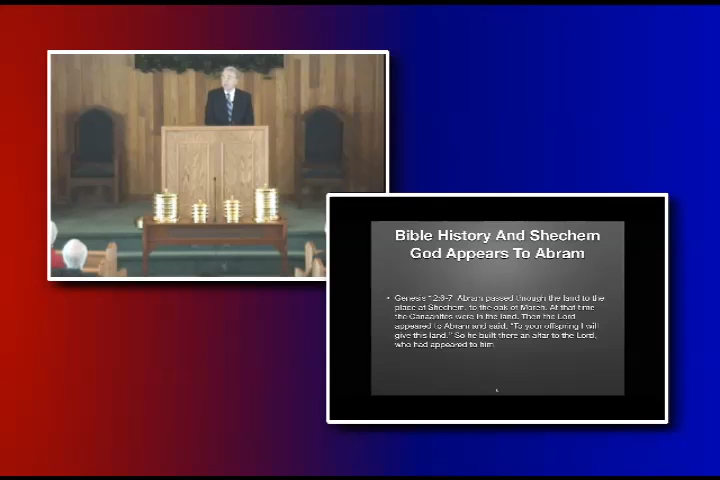 Bible History And Shechem
God Appears To Abram
• Genesis 12:6-7 Abram passed through the land to the
place at Shechem, to the oak of Moreh. At that time
the Canaanites were in the land. Then the Lord
appeared to Abram and said, "To your offspring I will
give this land." So he built there an altar to the Lord,
who had appeared to him.